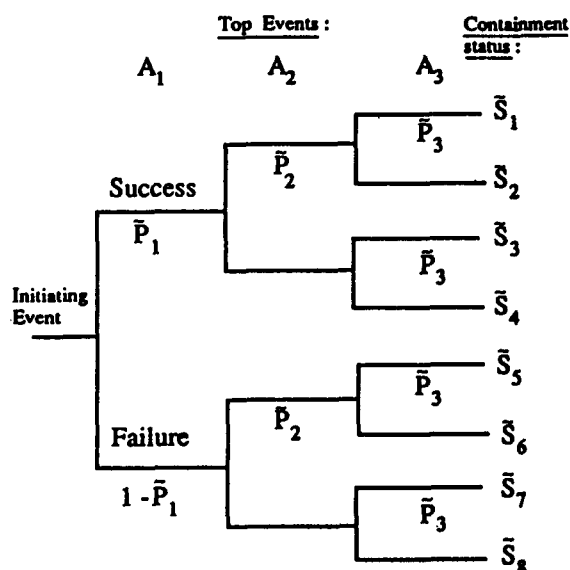 Top Events :
Containment
status :
A₁ A₂ A₃
S̃₁
P̃₃
P̃₂
S̃₂
Success
P̃₁
S̃₃
P̃₃
S̃₄
Initiating
Event
S̃₅
P̃₃
P̃₂
S̃₆
Failure
1 - P̃₁
S̃₇
P̃₃
S̃₈